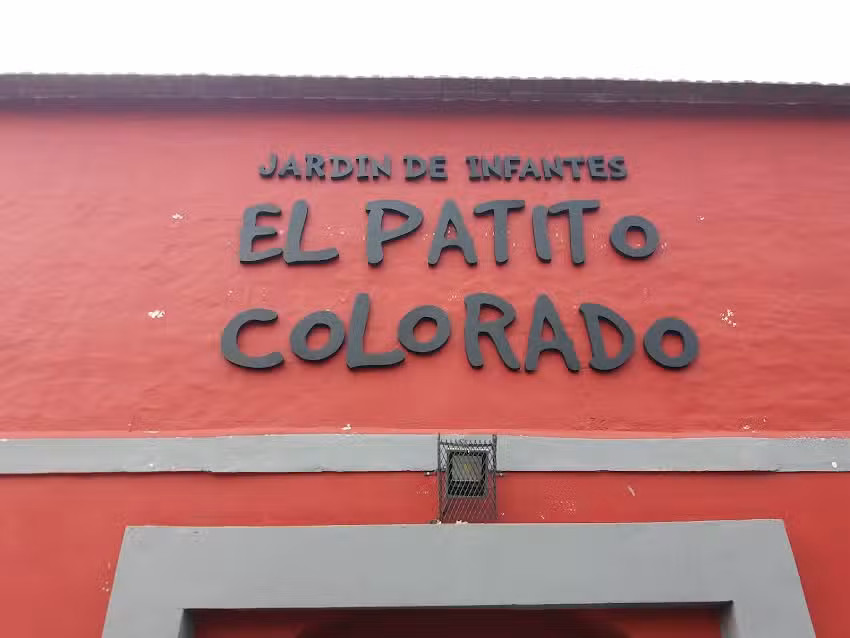 JARDIN DE INFANTES
EL PATITO
COLORADO